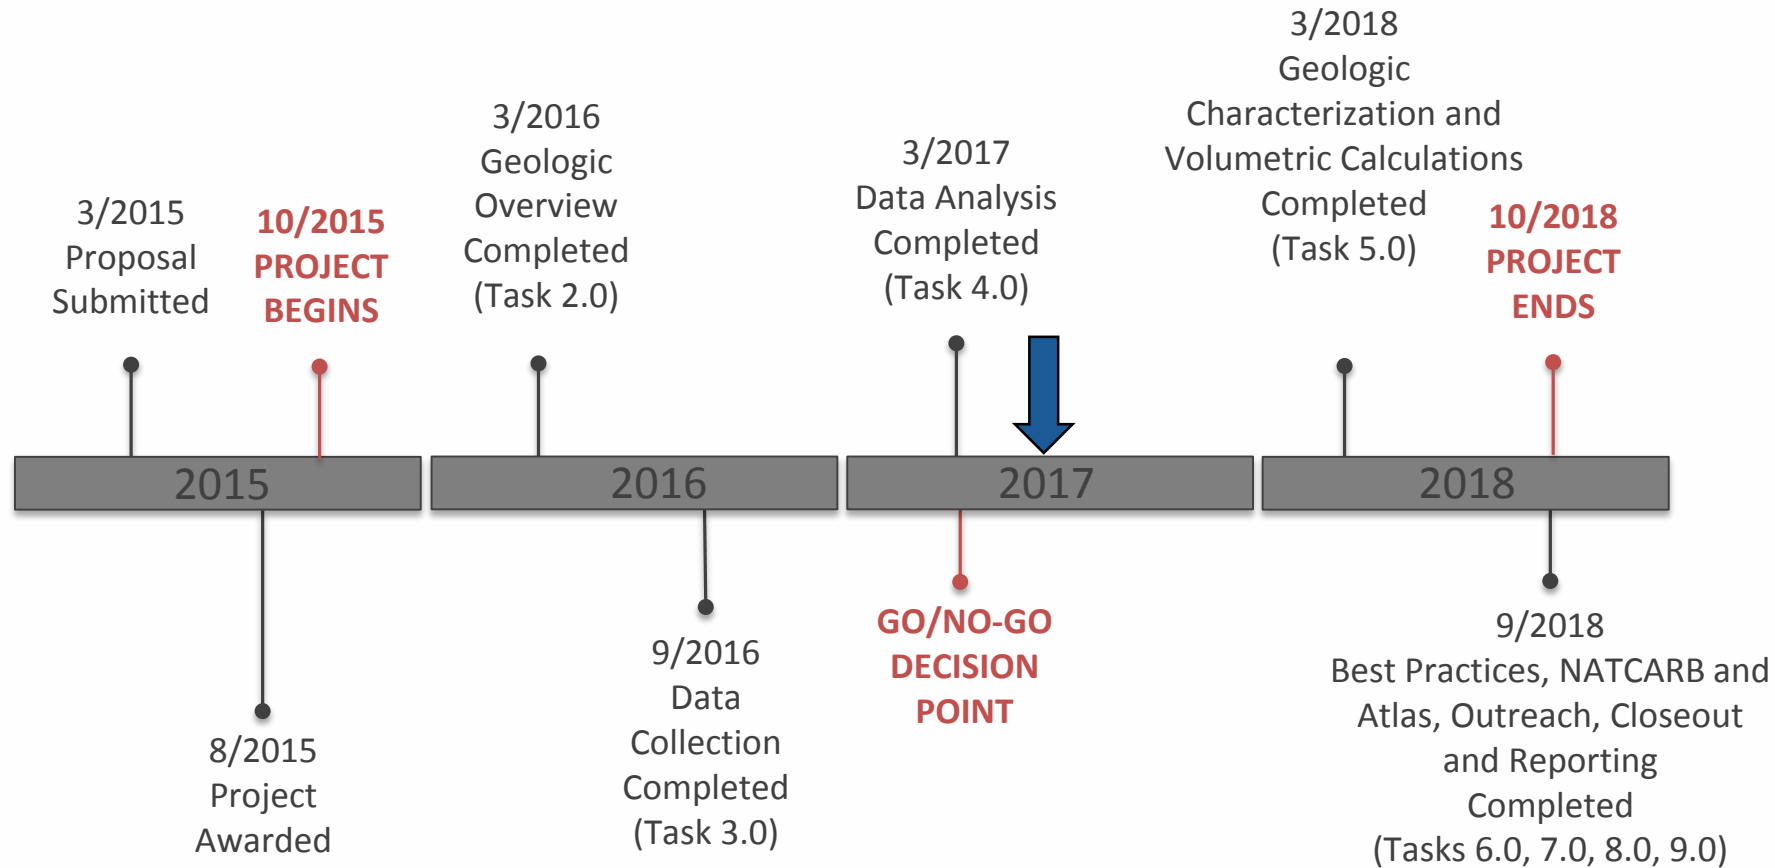 3/2015
Proposal
Submitted
10/2015
PROJECT
BEGINS
3/2016
Geologic
Overview
Completed
(Task 2.0)
3/2017
Data Analysis
Completed
(Task 4.0)
3/2018
Geologic
Characterization and
Volumetric Calculations
Completed
(Task 5.0)
10/2018
PROJECT
ENDS
2015
2016
2017
2018
8/2015
Project
Awarded
9/2016
Data
Collection
Completed
(Task 3.0)
GO/NO-GO
DECISION
POINT
9/2018
Best Practices, NATCARB and
Atlas, Outreach, Closeout
and Reporting
Completed
(Tasks 6.0, 7.0, 8.0, 9.0)